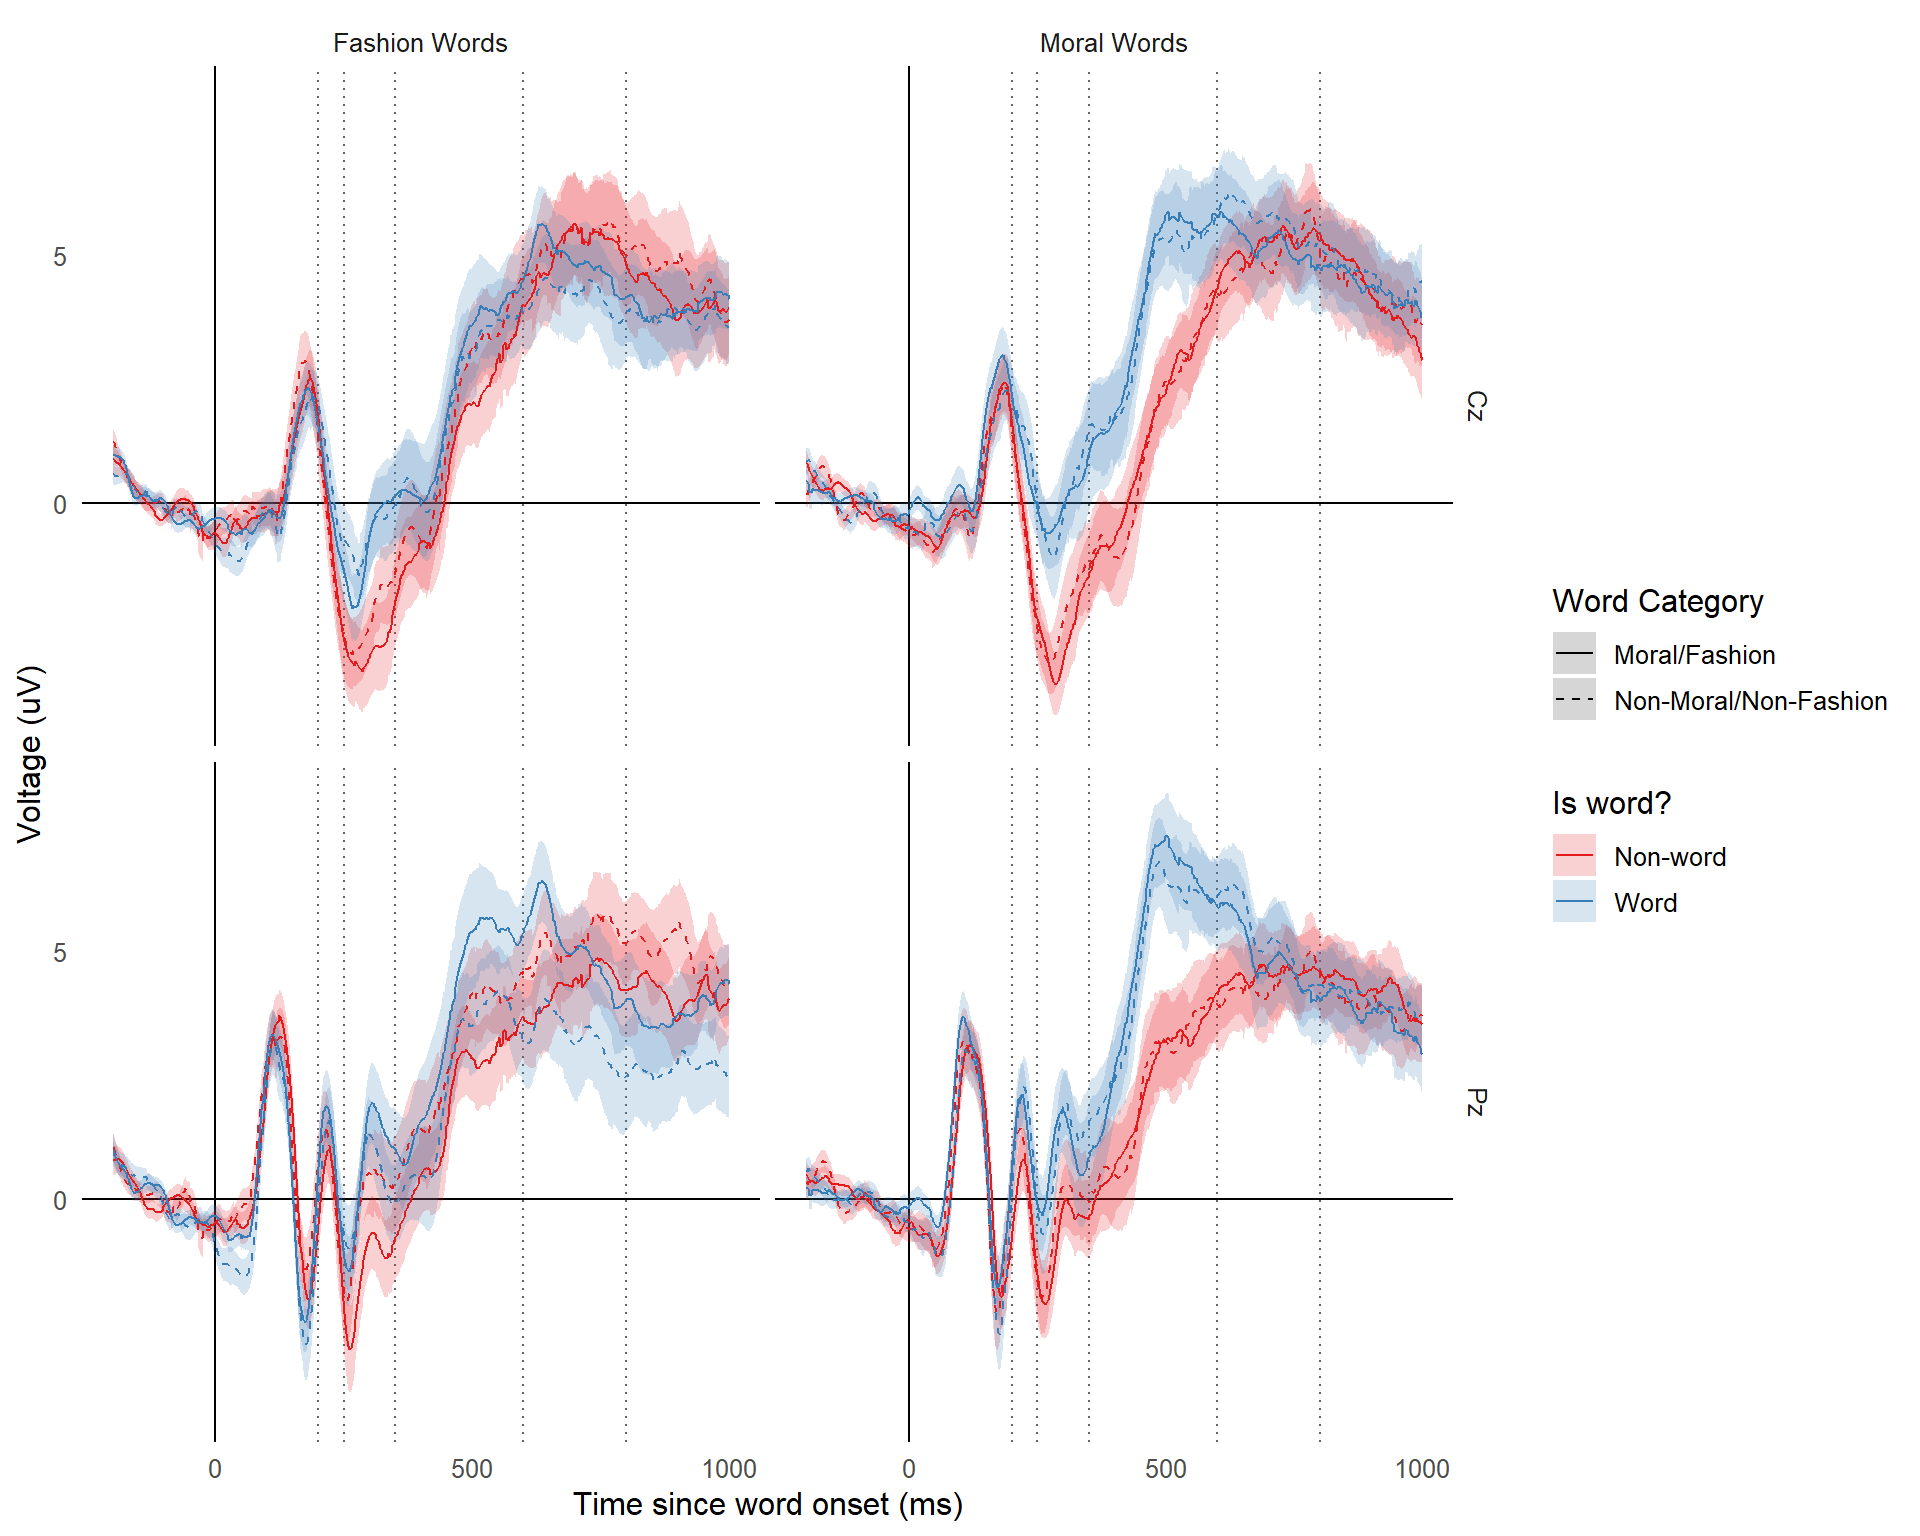 Fashion Words
Moral Words
5
0
Cz
5
0
Pz
Voltage (uV)
0
500
1000
0
500
1000
Time since word onset (ms)
Word Category
Moral/Fashion
Non-Moral/Non-Fashion
Is word?
Non-word
Word